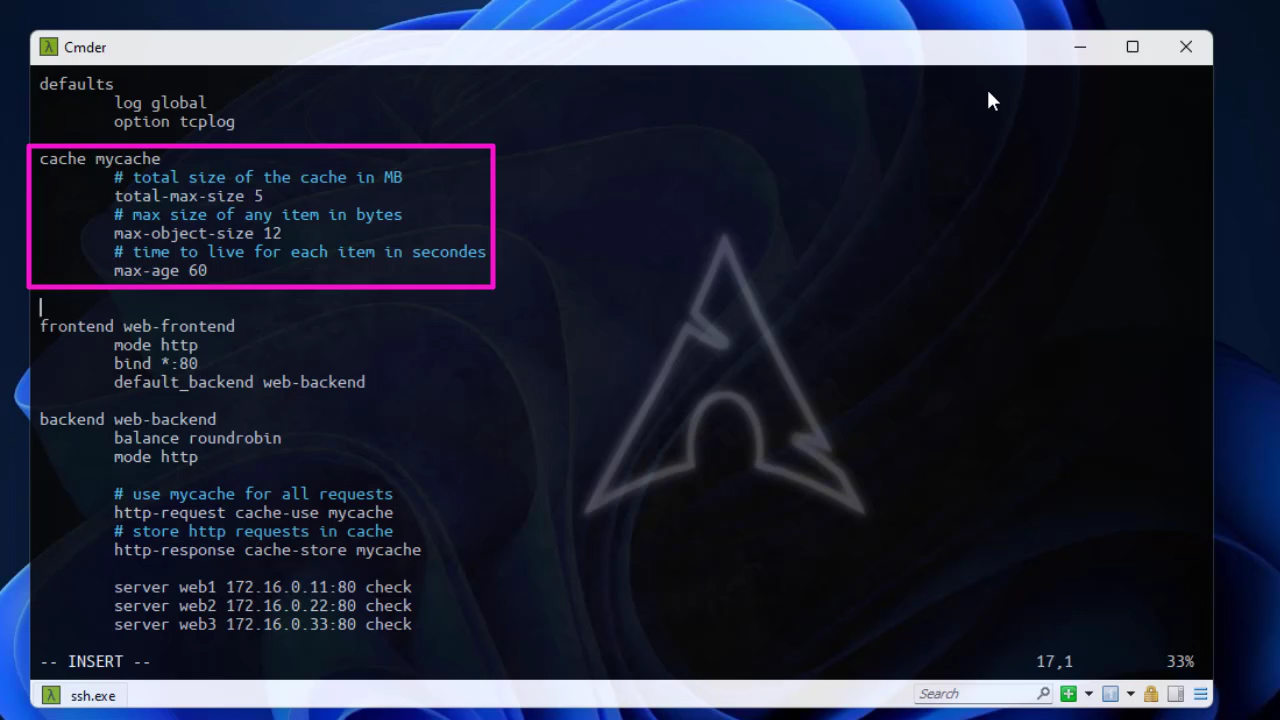 λ Cmder
defaults
log global
option tcplog
cache mycache
# total size of the cache in MB
total-max-size 5
# max size of any item in bytes
max-object-size 12
# time to live for each item in secondes
max-age 60
frontend web-frontend
mode http
bind *:80
default_backend web-backend
backend web-backend
balance roundrobin
mode http
# use mycache for all requests
http-request cache-use mycache
# store http requests in cache
http-response cache-store mycache
server web1 172.16.0.11:80 check
server web2 172.16.0.22:80 check
server web3 172.16.0.33:80 check
-- INSERT -- 17,1 33%
λ ssh.exe Search